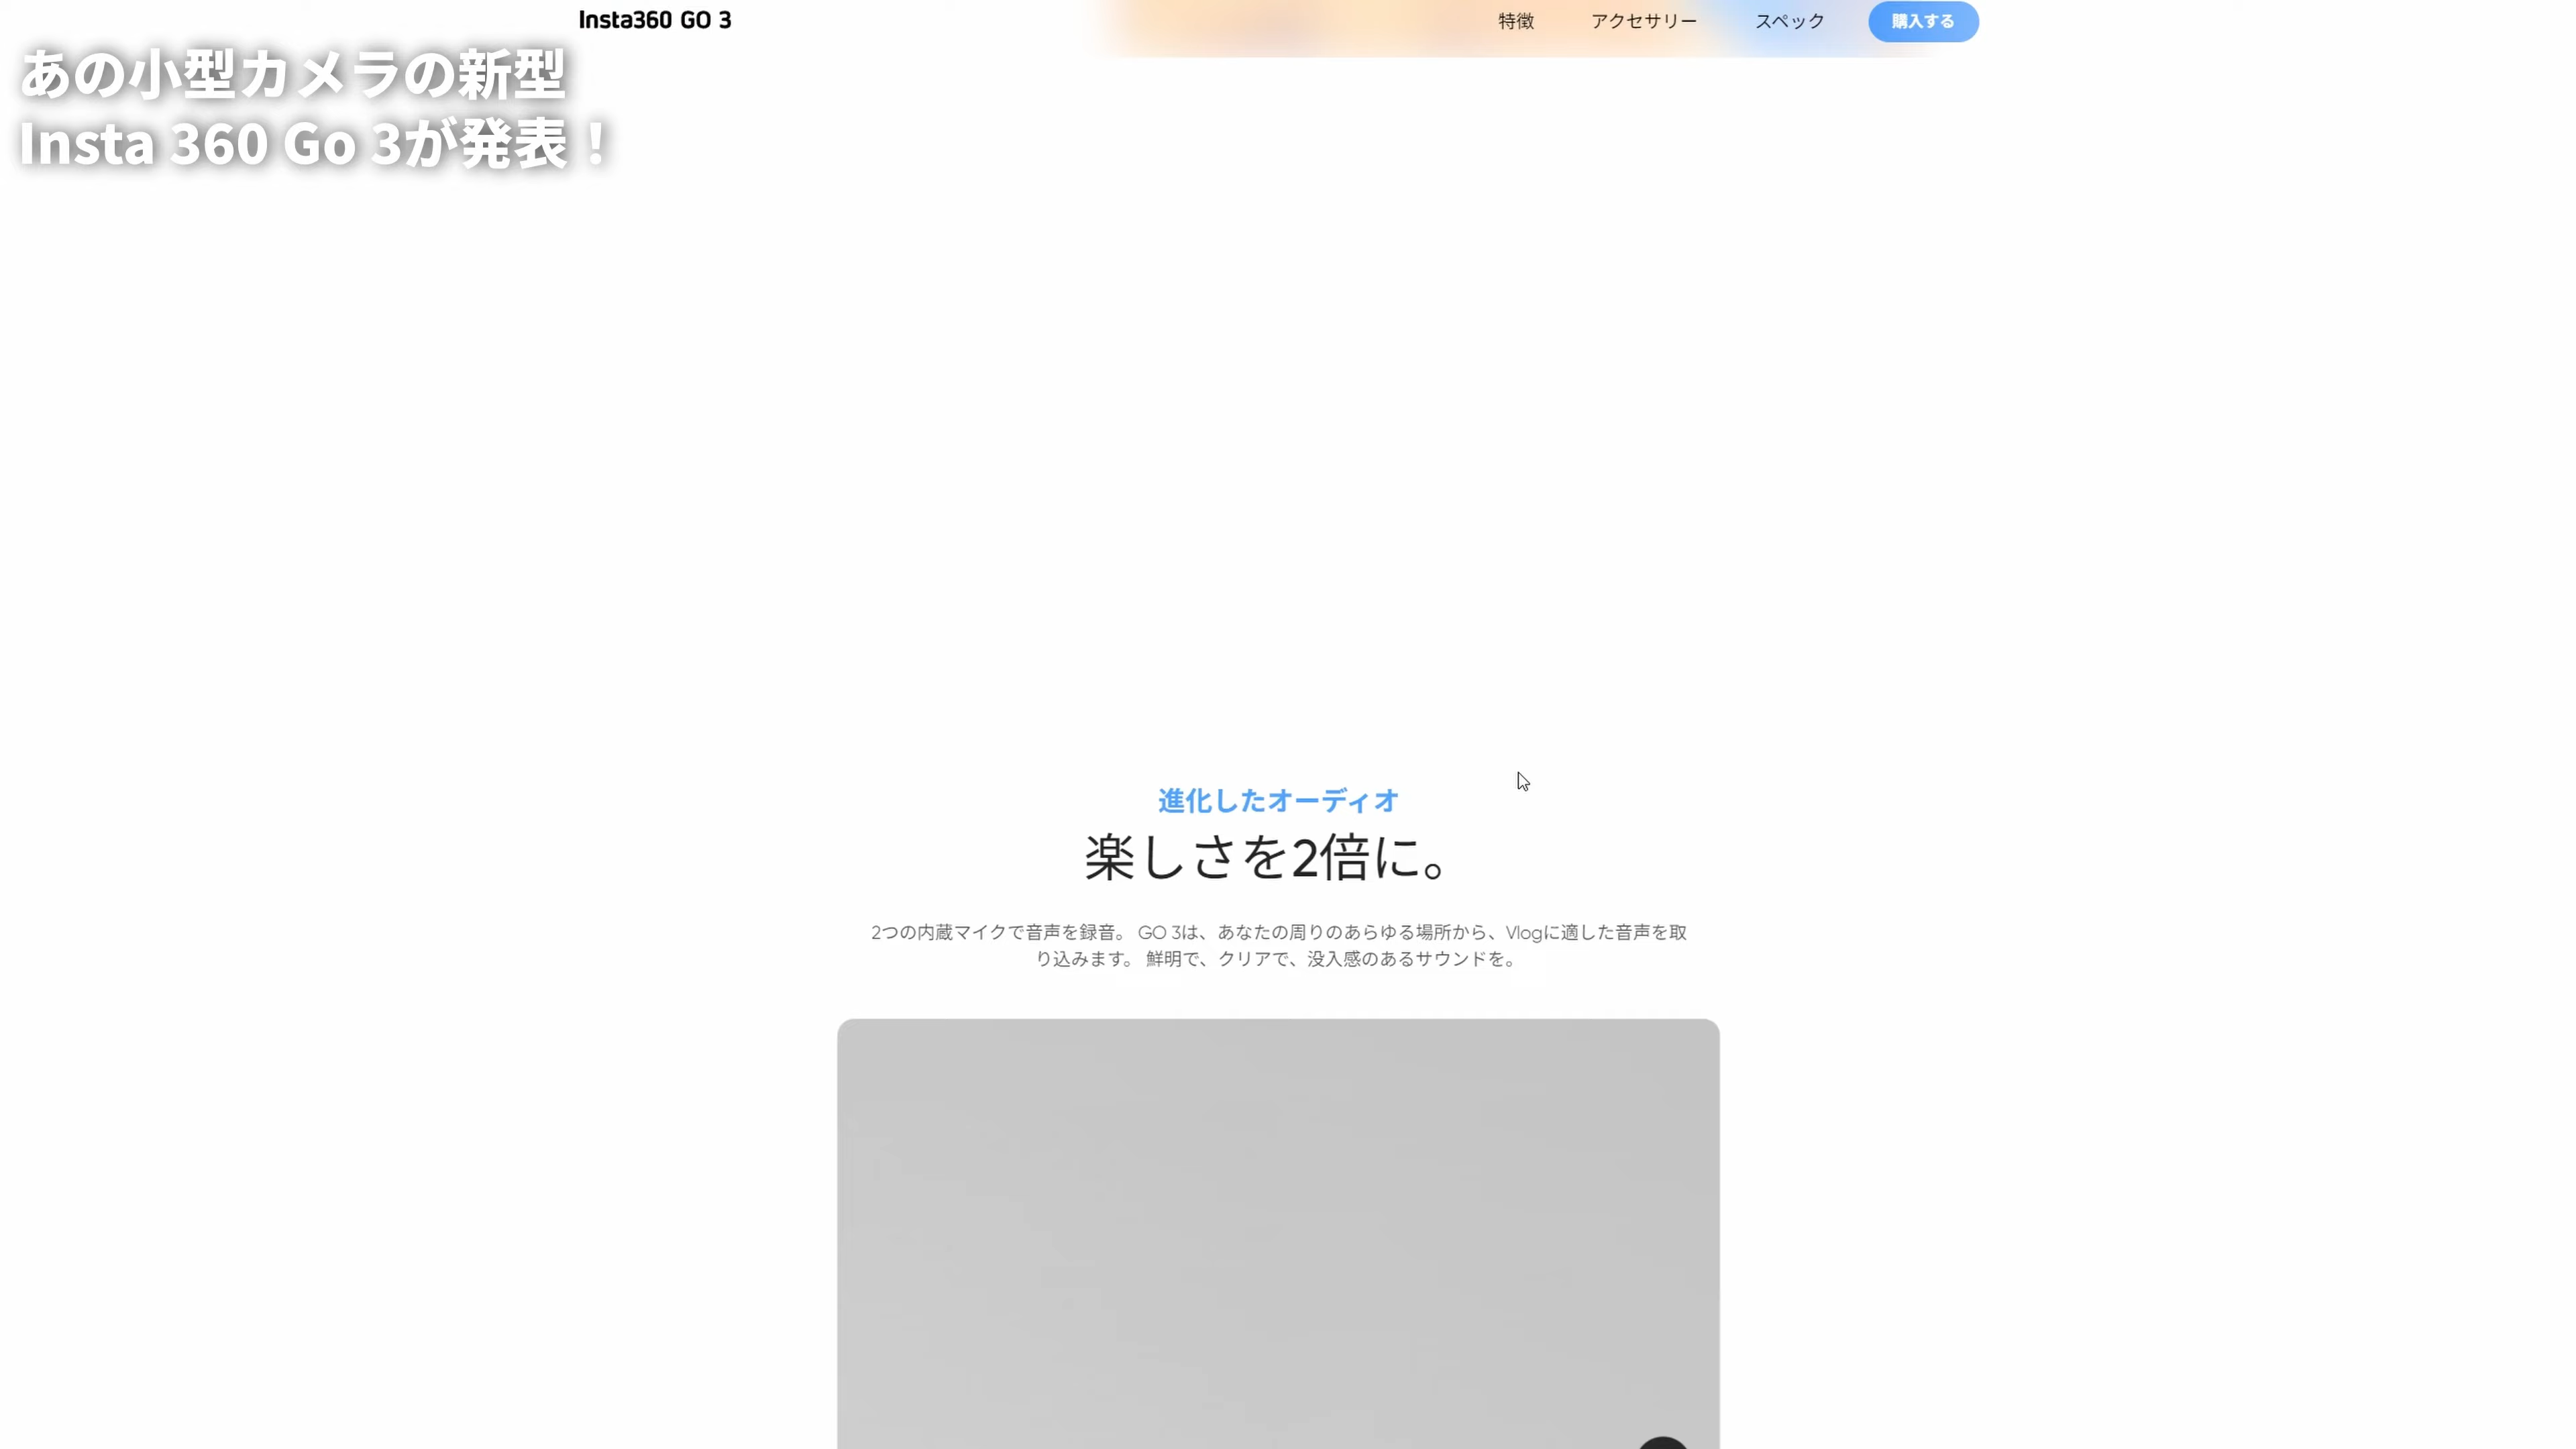 Insta360 GO 3
特徴
アクセサリー
スペック
購入する
あの小型カメラの新型
Insta 360 Go 3が発表！
進化したオーディオ
楽しさを2倍に。
2つの内蔵マイクで音声を録音。 GO 3は、あなたの周りのあらゆる場所から、Vlogに適した音声を取
り込みます。 鮮明で、クリアで、没入感のあるサウンドを。